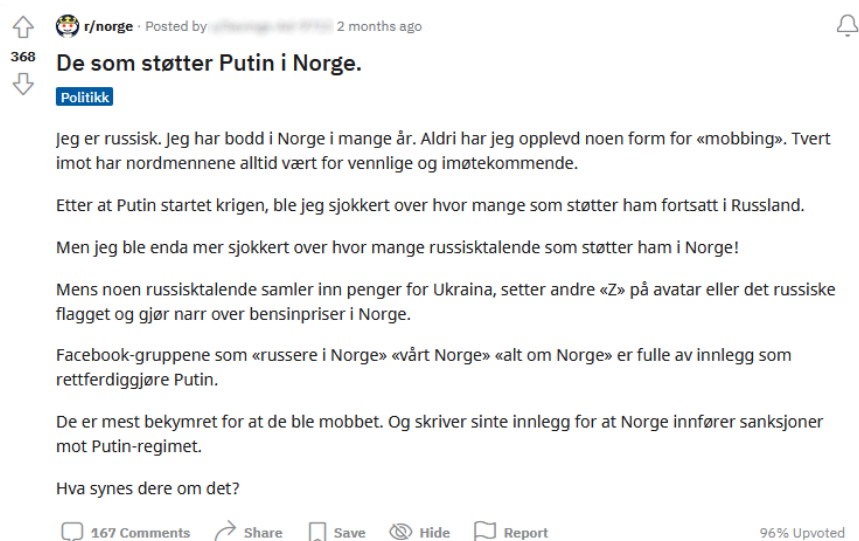 r/norge · Posted by 2 months ago
368
De som støtter Putin i Norge.
Politikk
Jeg er russisk. Jeg har bodd i Norge i mange år. Aldri har jeg opplevd noen form for «mobbing». Tvert
imot har nordmennene alltid vært for vennlige og imøtekommende.
Etter at Putin startet krigen, ble jeg sjokkert over hvor mange som støtter ham fortsatt i Russland.
Men jeg ble enda mer sjokkert over hvor mange russisktalende som støtter ham i Norge!
Mens noen russisktalende samler inn penger for Ukraina, setter andre «Z» på avatar eller det russiske
flagget og gjør narr over bensinpriser i Norge.
Facebook-gruppene som «russere i Norge» «vårt Norge» «alt om Norge» er fulle av innlegg som
rettferdiggjøre Putin.
De er mest bekymret for at de ble mobbet. Og skriver sinte innlegg for at Norge innfører sanksjoner
mot Putin-regimet.
Hva synes dere om det?
167 Comments Share Save Hide Report 96% Upvoted